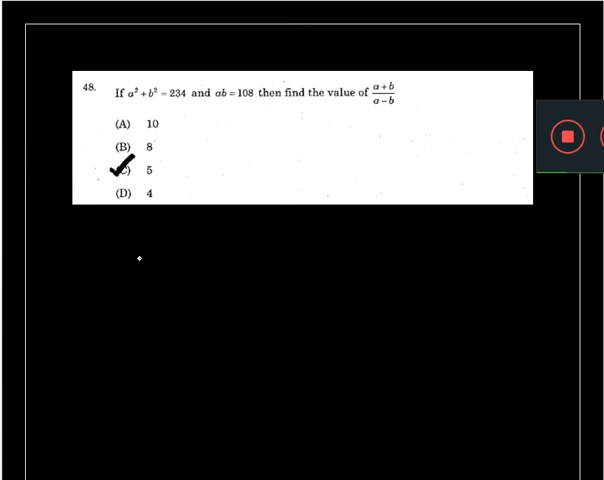 48. If a² + b² = 234 and ab = 108 then find the value of (a+b)/(a−b)
(A) 10
(B) 8
C) 5
(D) 4